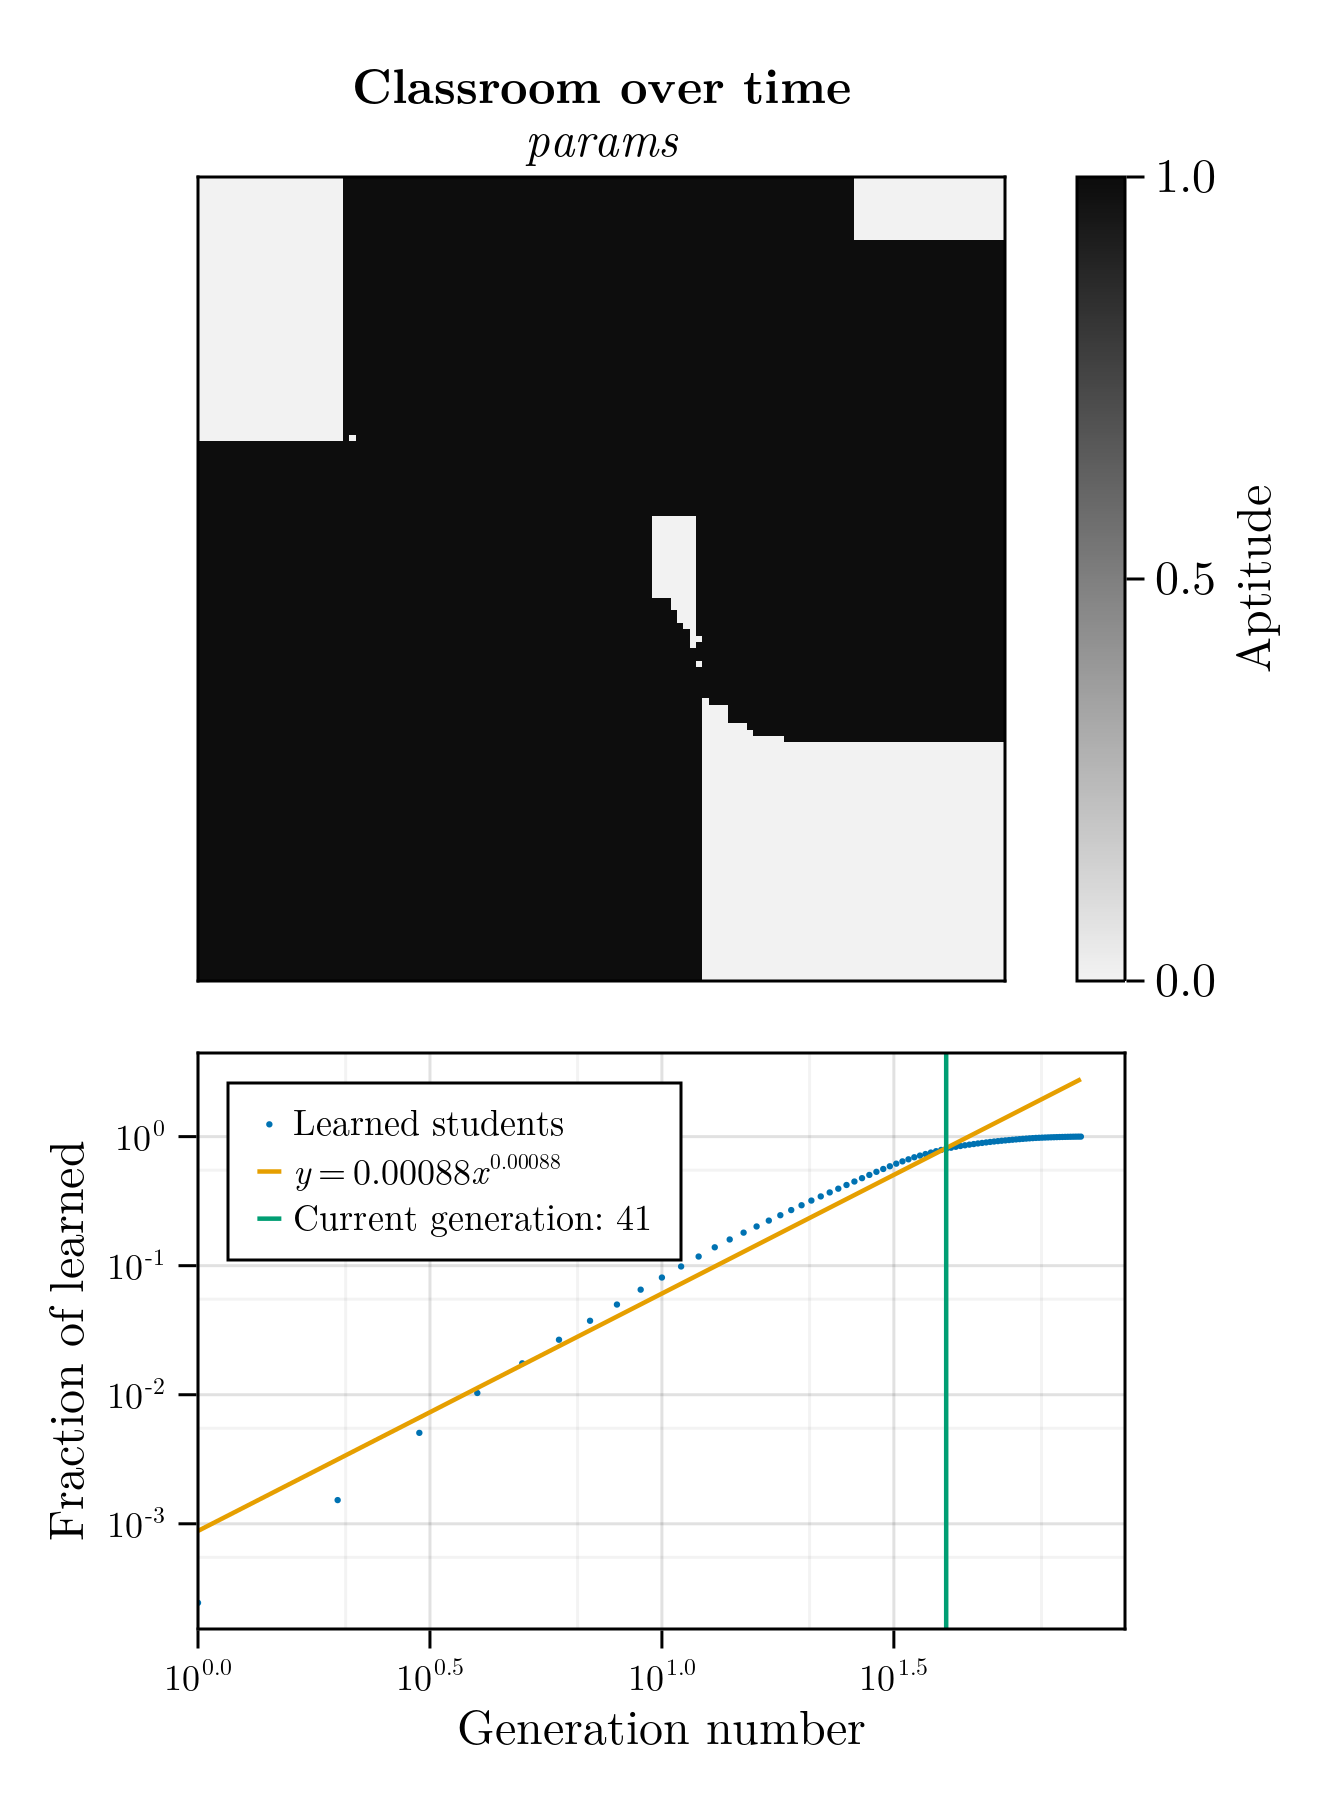 Classroom over time
params
1.0
0.5
0.0
Aptitude
Learned students
y = 0.00088x^0.00088
Current generation: 41
10^0
10^-1
10^-2
10^-3
Fraction of learned
10^0.0 10^0.5 10^1.0 10^1.5
Generation number